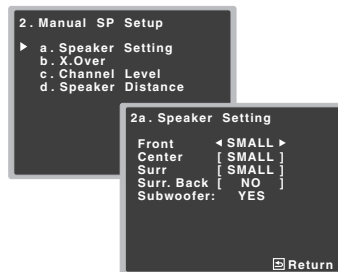 2.Manual SP Setup
a.Speaker Setting
b.X.Over
c.Channel Level
d.Speaker Distance
2a.Speaker Setting
Front SMALL
Center [ SMALL ]
Surr [ SMALL ]
Surr. Back [ NO ]
Subwoofer: YES
Return